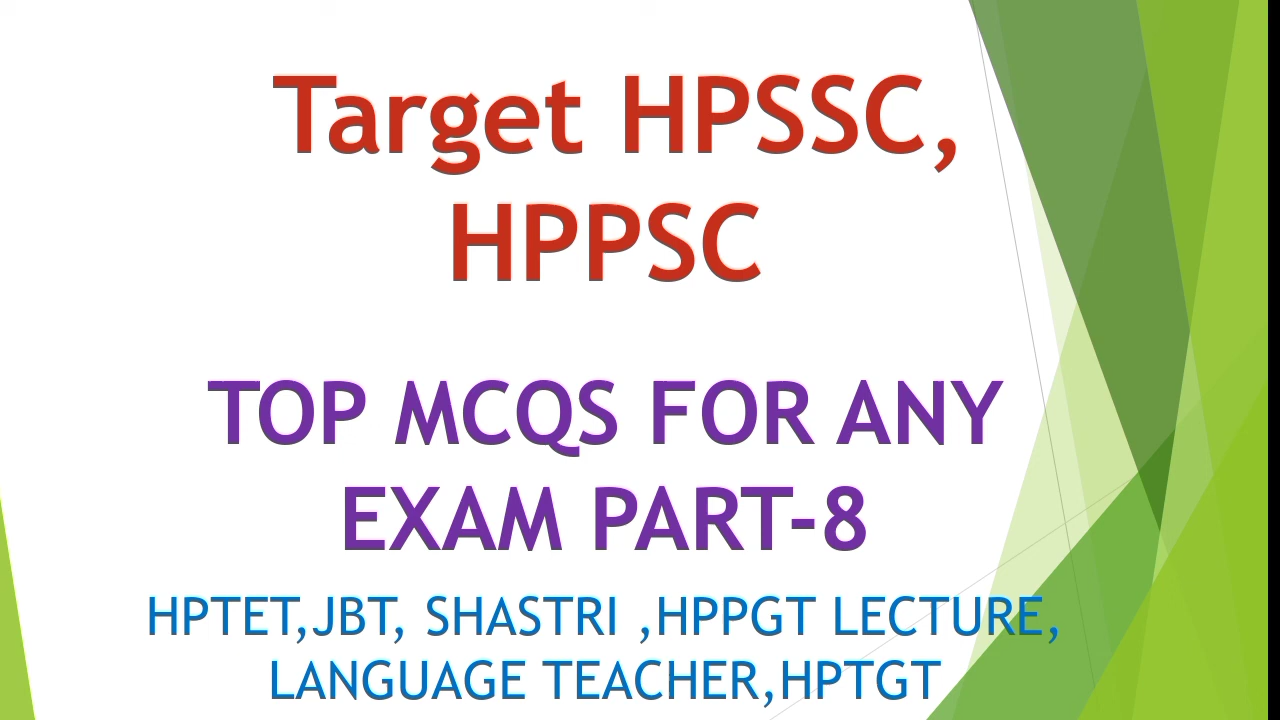 Target HPSSC,
HPPSC
TOP MCQS FOR ANY
EXAM PART-8
HPTET,JBT, SHASTRI ,HPPGT LECTURE,
LANGUAGE TEACHER,HPTGT